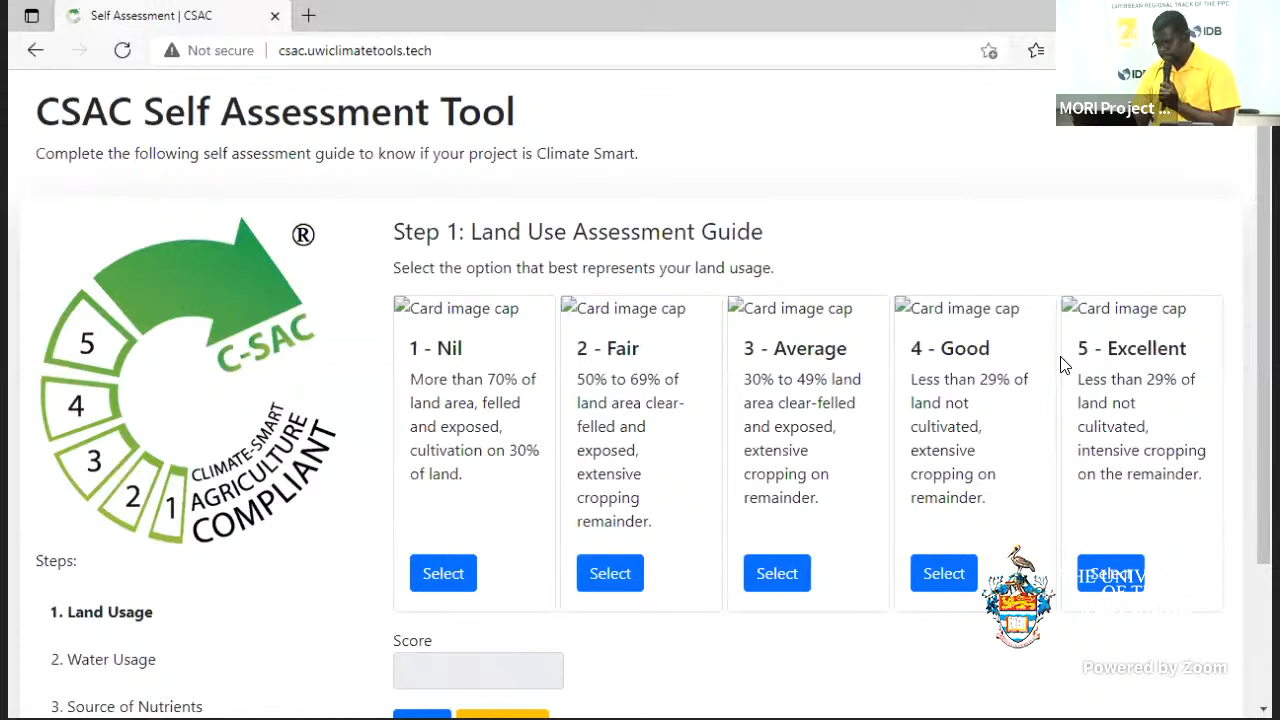 Self Assessment | CSAC
Not secure
csac.uwiclimatetools.tech
CARIBBEAN REGIONAL TRACK OF THE PPC
IDB
MORI Project ...
CSAC Self Assessment Tool
Complete the following self assessment guide to know if your project is Climate Smart.
®
5
4
3
2
1
C-SAC
CLIMATE-SMART
AGRICULTURE
COMPLIANT
Steps:
1. Land Usage
2. Water Usage
3. Source of Nutrients
Step 1: Land Use Assessment Guide
Select the option that best represents your land usage.
Card image cap
1 - Nil
More than 70% of
land area, felled
and exposed,
cultivation on 30%
of land.
Select
Card image cap
2 - Fair
50% to 69% of
land area clear-
felled and
exposed,
extensive
cropping
remainder.
Select
Card image cap
3 - Average
30% to 49% land
area clear-felled
and exposed,
extensive
cropping on
remainder.
Select
Card image cap
4 - Good
Less than 29% of
land not
cultivated,
extensive
cropping on
remainder.
Select
Card image cap
5 - Excellent
Less than 29% of
land not
culitvated,
intensive cropping
on the remainder.
Select
Score
Powered by Zoom